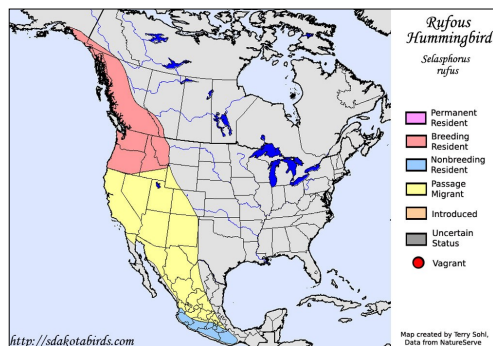 Rufous
Hummingbird
Selasphorus
rufus
Permanent
Resident
Breeding
Resident
Nonbreeding
Resident
Passage
Migrant
Introduced
Uncertain
Status
Vagrant
http://sdakotabirds.com
Map created by Terry Sohl,
Data from NatureServe